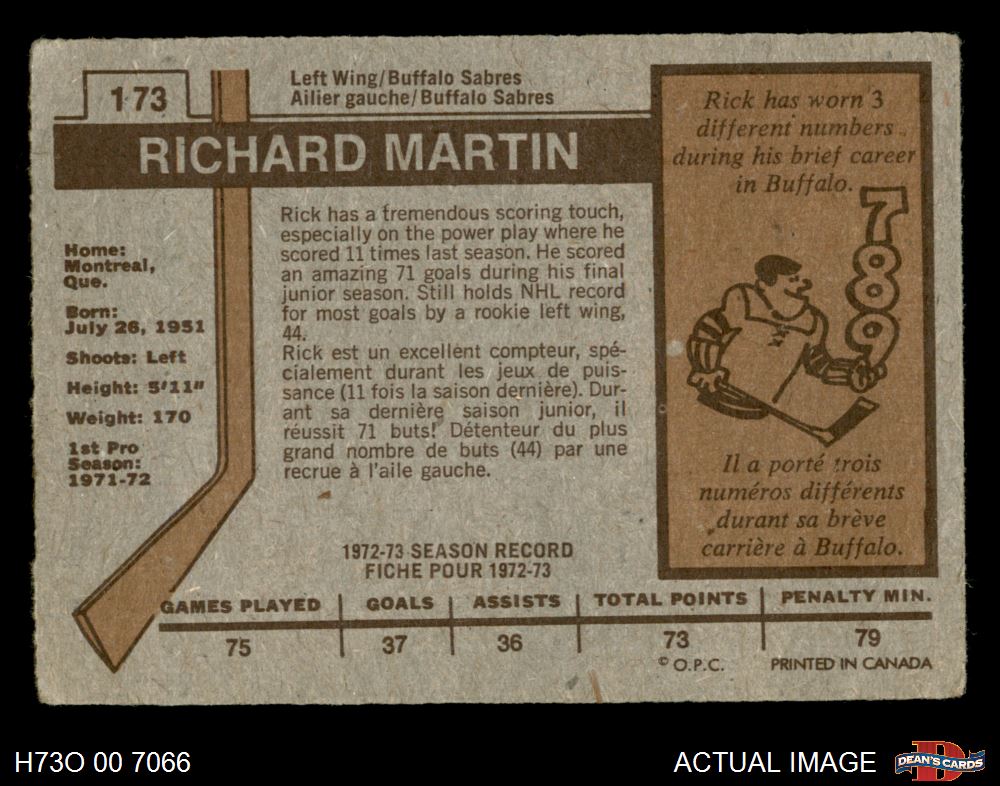 173
Left Wing/Buffalo Sabres
Ailier gauche/Buffalo Sabres
RICHARD MARTIN
Home:
Montreal,
Que.
Born:
July 26, 1951
Shoots: Left
Height: 5'11"
Weight: 170
1st Pro
Season:
1971-72
Rick has a tremendous scoring touch,
especially on the power play where he
scored 11 times last season. He scored
an amazing 71 goals during his final
junior season. Still holds NHL record
for most goals by a rookie left wing,
44.
Rick est un excellent compteur, spé-
cialement durant les jeux de puis-
sance (11 fois la saison dernière). Dur-
ant sa dernière saison junior, il
réussit 71 buts! Détenteur du plus
grand nombre de buts (44) par une
recrue à l'aile gauche.
Rick has worn 3
different numbers
during his brief career
in Buffalo.
7
8
9
Il a porté trois
numéros différents
durant sa brève
carrière à Buffalo.
1972-73 SEASON RECORD
FICHE POUR 1972-73
GAMES PLAYED GOALS ASSISTS TOTAL POINTS PENALTY MIN.
75 37 36 73 79
© O.P.C. PRINTED IN CANADA
H73O 00 7066
ACTUAL IMAGE
D
DEAN'S CARDS